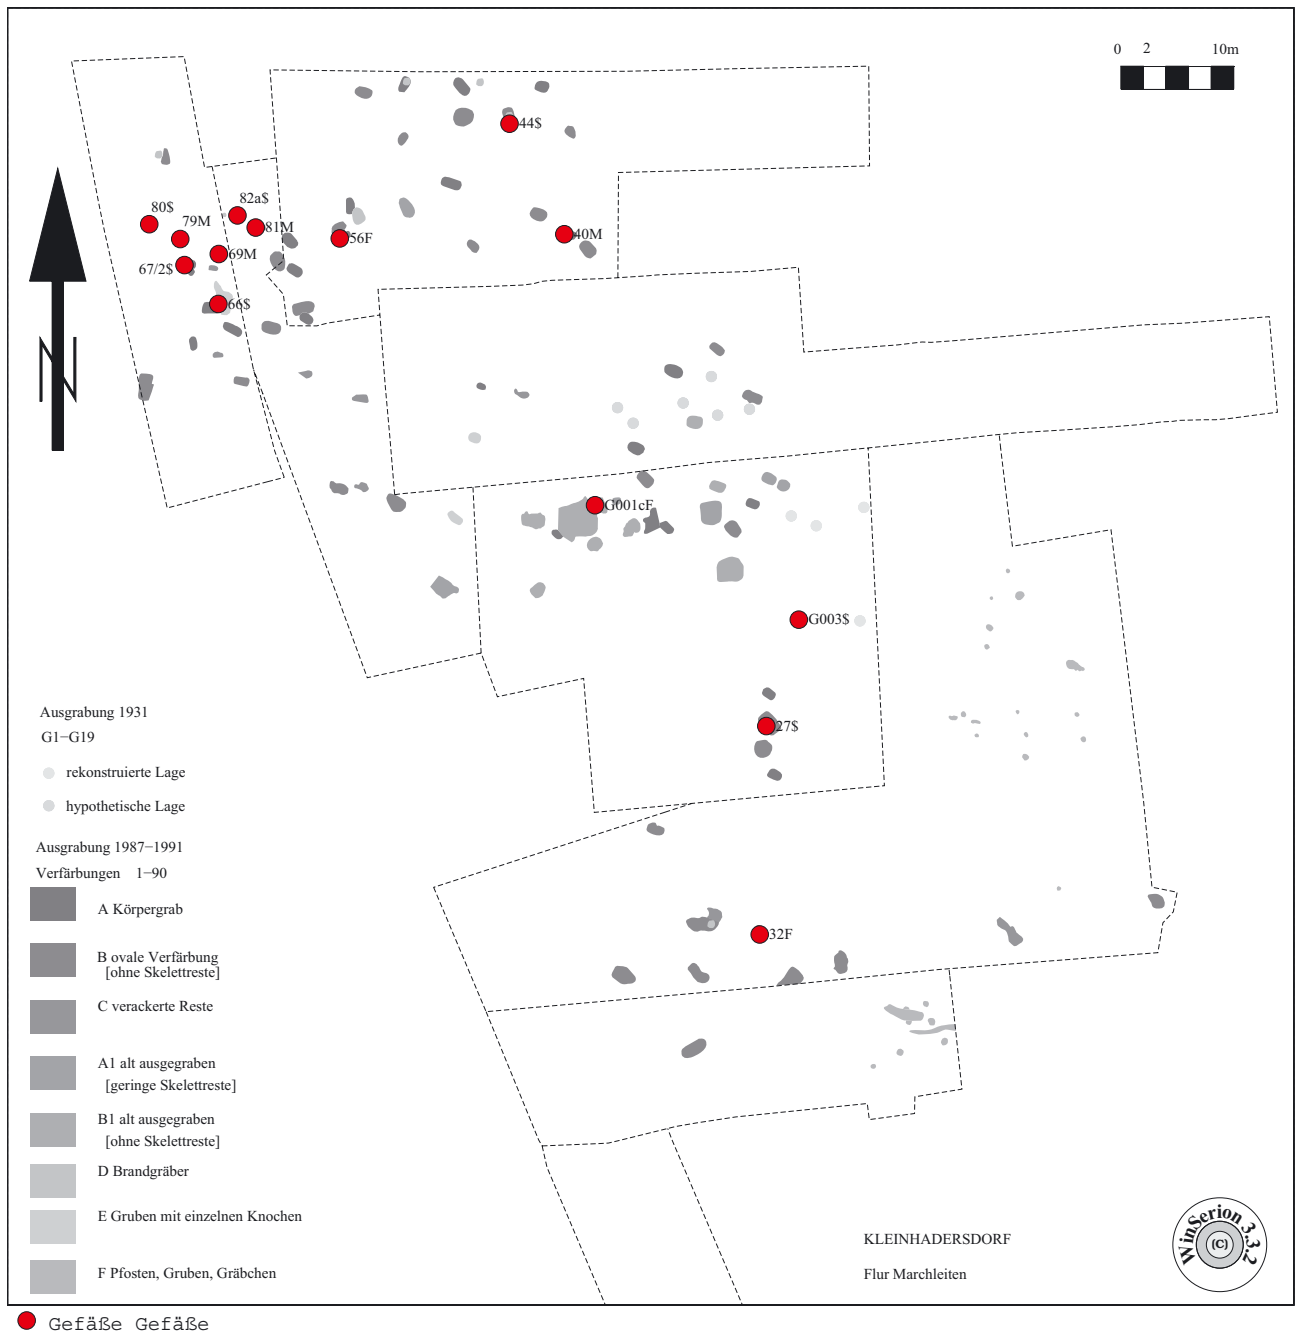 0 2 10m
44$
80$
82a$
79M
81M
56F
40M
69M
67/2$
66$
N
G001cF
G003$
27$
32F
Ausgrabung 1931
G1−G19
rekonstruierte Lage
hypothetische Lage
Ausgrabung 1987−1991
Verfärbungen 1−90
A Körpergrab
B ovale Verfärbung
[ohne Skelettreste]
C verackerte Reste
A1 alt ausgegraben
[geringe Skelettreste]
B1 alt ausgegraben
[ohne Skelettreste]
D Brandgräber
E Gruben mit einzelnen Knochen
F Pfosten, Gruben, Gräbchen
KLEINHADERSDORF
Flur Marchleiten
WinSerion 3.3.2
(C)
Gefäße Gefäße